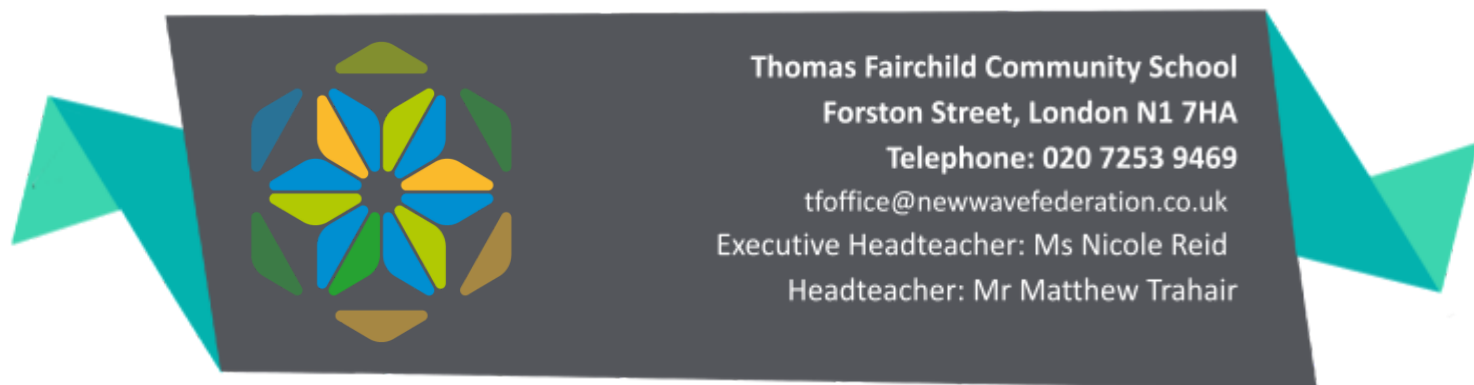 Thomas Fairchild Community School
Forston Street, London N1 7HA
Telephone: 020 7253 9469
tfoffice@newwavefederation.co.uk
Executive Headteacher: Ms Nicole Reid
Headteacher: Mr Matthew Trahair